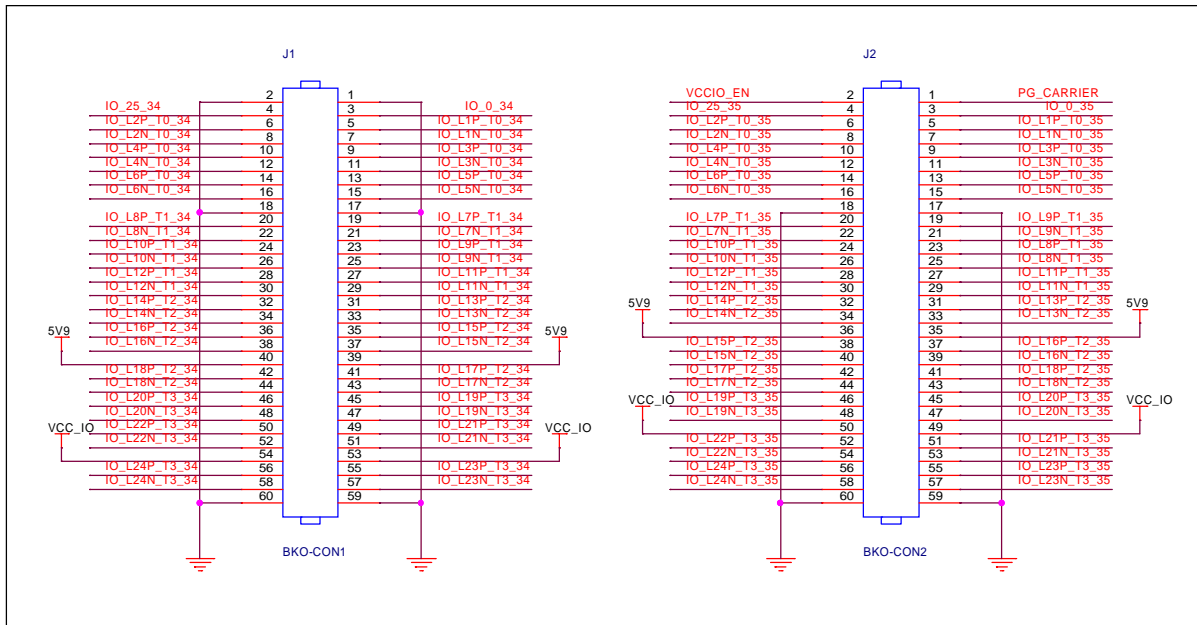 J1
2 1
IO_25_34 4 3 IO_0_34
IO_L2P_T0_34 6 5 IO_L1P_T0_34
IO_L2N_T0_34 8 7 IO_L1N_T0_34
IO_L4P_T0_34 10 9 IO_L3P_T0_34
IO_L4N_T0_34 12 11 IO_L3N_T0_34
IO_L6P_T0_34 14 13 IO_L5P_T0_34
IO_L6N_T0_34 16 15 IO_L5N_T0_34
18 17
IO_L8P_T1_34 20 19 IO_L7P_T1_34
IO_L8N_T1_34 22 21 IO_L7N_T1_34
IO_L10P_T1_34 24 23 IO_L9P_T1_34
IO_L10N_T1_34 26 25 IO_L9N_T1_34
IO_L12P_T1_34 28 27 IO_L11P_T1_34
IO_L12N_T1_34 30 29 IO_L11N_T1_34
IO_L14P_T2_34 32 31 IO_L13P_T2_34
IO_L14N_T2_34 34 33 IO_L13N_T2_34
5V9 IO_L16P_T2_34 36 35 IO_L15P_T2_34 5V9
IO_L16N_T2_34 38 37 IO_L15N_T2_34
40 39
IO_L18P_T2_34 42 41 IO_L17P_T2_34
IO_L18N_T2_34 44 43 IO_L17N_T2_34
IO_L20P_T3_34 46 45 IO_L19P_T3_34
IO_L20N_T3_34 48 47 IO_L19N_T3_34
VCC_IO IO_L22P_T3_34 50 49 IO_L21P_T3_34 VCC_IO
IO_L22N_T3_34 52 51 IO_L21N_T3_34
54 53
IO_L24P_T3_34 56 55 IO_L23P_T3_34
IO_L24N_T3_34 58 57 IO_L23N_T3_34
60 59
BKO-CON1
J2
VCCIO_EN 2 1 PG_CARRIER
IO_25_35 4 3 IO_0_35
IO_L2P_T0_35 6 5 IO_L1P_T0_35
IO_L2N_T0_35 8 7 IO_L1N_T0_35
IO_L4P_T0_35 10 9 IO_L3P_T0_35
IO_L4N_T0_35 12 11 IO_L3N_T0_35
IO_L6P_T0_35 14 13 IO_L5P_T0_35
IO_L6N_T0_35 16 15 IO_L5N_T0_35
18 17
IO_L7P_T1_35 20 19 IO_L9P_T1_35
IO_L7N_T1_35 22 21 IO_L9N_T1_35
IO_L10P_T1_35 24 23 IO_L8P_T1_35
IO_L10N_T1_35 26 25 IO_L8N_T1_35
IO_L12P_T1_35 28 27 IO_L11P_T1_35
IO_L12N_T1_35 30 29 IO_L11N_T1_35
5V9 IO_L14P_T2_35 32 31 IO_L13P_T2_35 5V9
IO_L14N_T2_35 34 33 IO_L13N_T2_35
36 35
IO_L15P_T2_35 38 37 IO_L16P_T2_35
IO_L15N_T2_35 40 39 IO_L16N_T2_35
IO_L17P_T2_35 42 41 IO_L18P_T2_35
IO_L17N_T2_35 44 43 IO_L18N_T2_35
VCC_IO IO_L19P_T3_35 46 45 IO_L20P_T3_35 VCC_IO
IO_L19N_T3_35 48 47 IO_L20N_T3_35
50 49
IO_L22P_T3_35 52 51 IO_L21P_T3_35
IO_L22N_T3_35 54 53 IO_L21N_T3_35
IO_L24P_T3_35 56 55 IO_L23P_T3_35
IO_L24N_T3_35 58 57 IO_L23N_T3_35
60 59
BKO-CON2